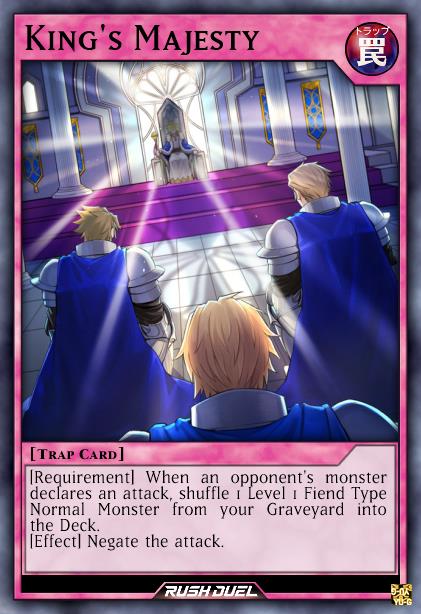 King's Majesty
トラップ
罠
[Trap Card]
[Requirement] When an opponent's monster
declares an attack, shuffle 1 Level 1 Fiend Type
Normal Monster from your Graveyard into
the Deck.
[Effect] Negate the attack.
RUSH DUEL